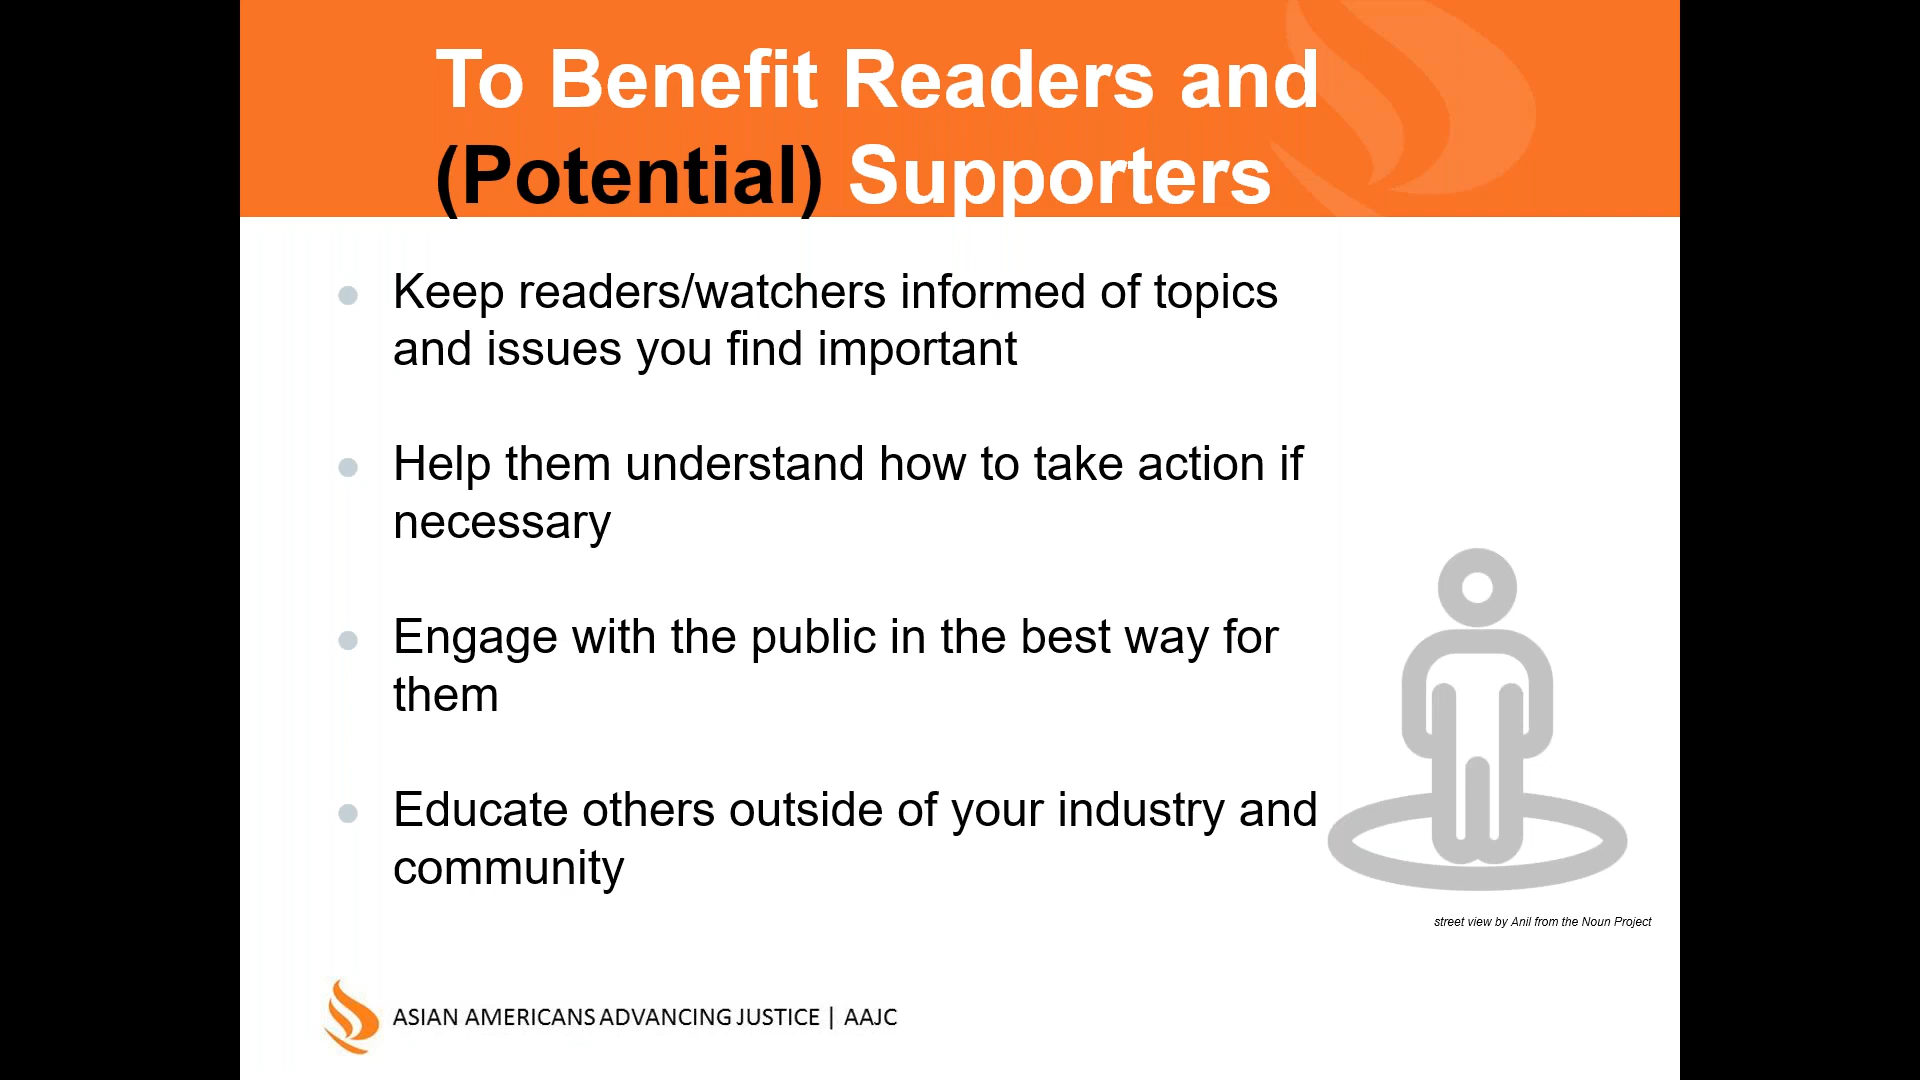 To Benefit Readers and
(Potential) Supporters
Keep readers/watchers informed of topics
and issues you find important
Help them understand how to take action if
necessary
Engage with the public in the best way for
them
Educate others outside of your industry and
community
street view by Anil from the Noun Project
ASIAN AMERICANS ADVANCING JUSTICE | AAJC